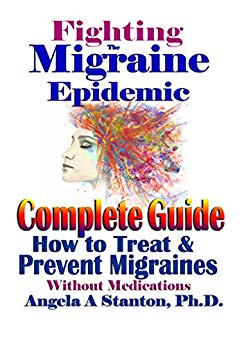 Fighting
The
Migraine
Epidemic
Complete Guide
How to Treat &
Prevent Migraines
Without Medications
Angela A Stanton, Ph.D.